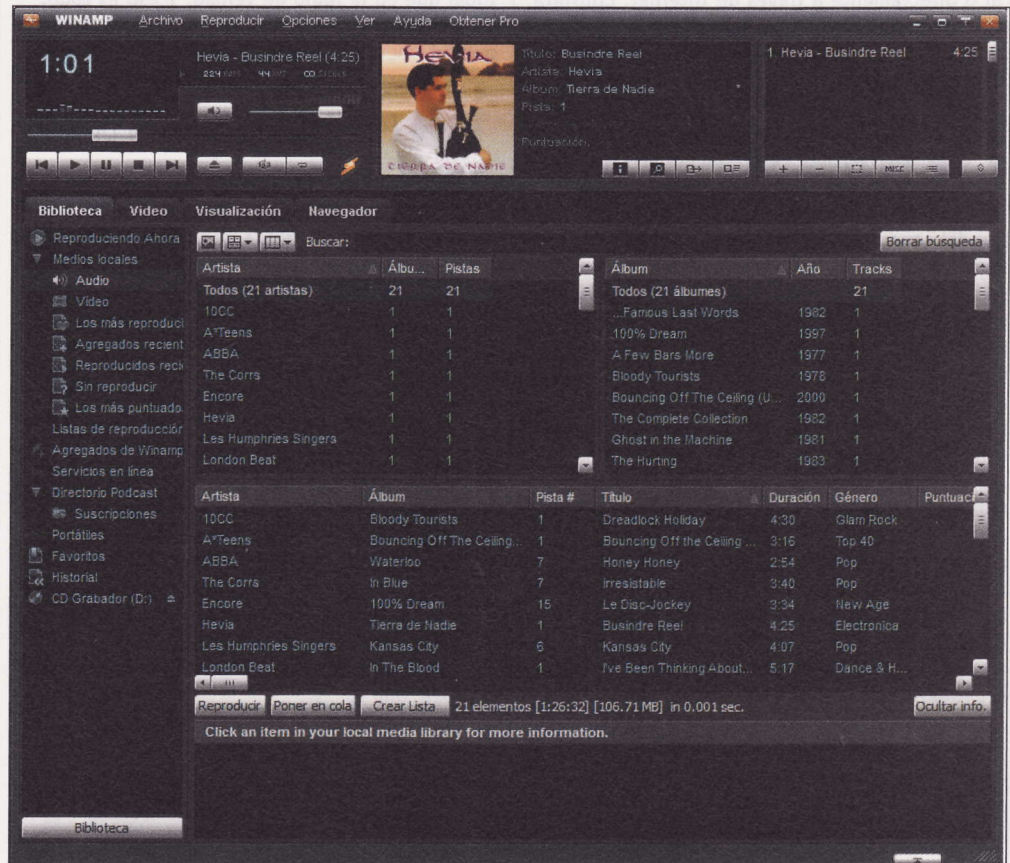 WINAMP Archivo Reproducir Opciones Ver Ayuda Obtener Pro
1:01
Hevia - Busindre Reel (4:25)
HEVIA
TIERRA DE NADIE
Título: Busindre Reel
Artista: Hevia
Álbum: Tierra de Nadie
Pista: 1
Puntuación:
1. Hevia - Busindre Reel 4:25
MISC
Biblioteca Video Visualización Navegador
Reproduciendo Ahora
Medios locales
Audio
Video
Los más reproduci
Agregados recient
Reproducidos reci
Sin reproducir
Los más puntuado
Listas de reproducción
Agregados de Winamp
Servicios en línea
Directorio Podcast
Suscripciones
Portátiles
Favoritos
Historial
CD Grabador (D:)
Biblioteca
Buscar: Borrar búsqueda
Artista Álbu... Pistas
Todos (21 artistas) 21 21
10CC 1 1
A*Teens 1 1
ABBA 1 1
The Corrs 1 1
Encore 1 1
Hevia 1 1
Les Humphries Singers 1 1
London Beat 1 1
Álbum Año Tracks
Todos (21 álbumes) 21
...Famous Last Words 1982 1
100% Dream 1997 1
A Few Bars More 1977 1
Bloody Tourists 1978 1
Bouncing Off The Ceiling (U... 2000 1
The Complete Collection 1982 1
Ghost in the Machine 1981 1
The Hurting 1983 1
Artista Álbum Pista # Título Duración Género Puntuaci
10CC Bloody Tourists 1 Dreadlock Holiday 4:30 Glam Rock
A*Teens Bouncing Off The Ceiling... 1 Bouncing Off the Ceiling ... 3:16 Top 40
ABBA Waterloo 7 Honey Honey 2:54 Pop
The Corrs In Blue 7 Irresistable 3:40 Pop
Encore 100% Dream 15 Le Disc-Jockey 3:34 New Age
Hevia Tierra de Nadie 1 Busindre Reel 4:25 Electronica
Les Humphries Singers Kansas City 6 Kansas City 4:07 Pop
London Beat In The Blood 1 I've Been Thinking About... 5:17 Dance & H...
Reproducir Poner en cola Crear Lista 21 elementos [1:26:32] [106.71 MB] in 0.001 sec. Ocultar info.
Click an item in your local media library for more information.